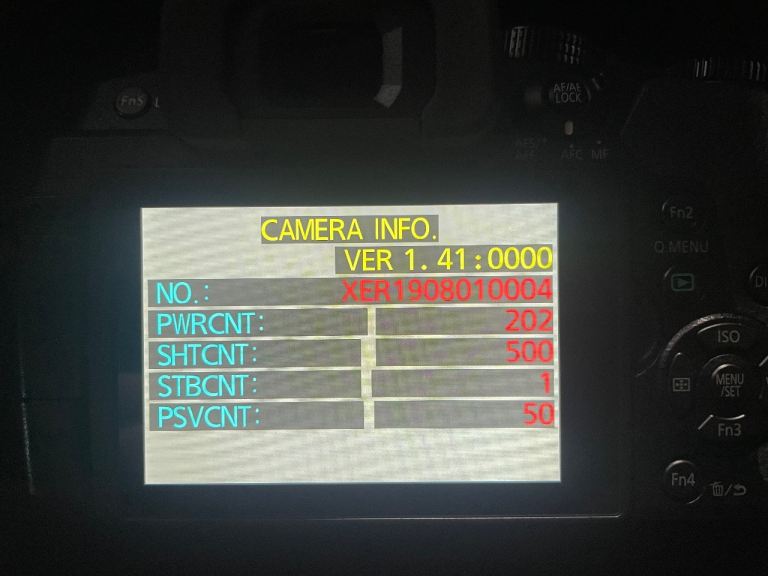 Fn5
AF/AE
LOCK
AFS/
AFF AFC MF
CAMERA INFO.
VER 1.41:0000
NO.: XER1908010004
PWRCNT: 202
SHTCNT: 500
STBCNT: 1
PSVCNT: 50
Fn2
Q.MENU
DI
ISO
MENU
/SET
Fn3
Fn4